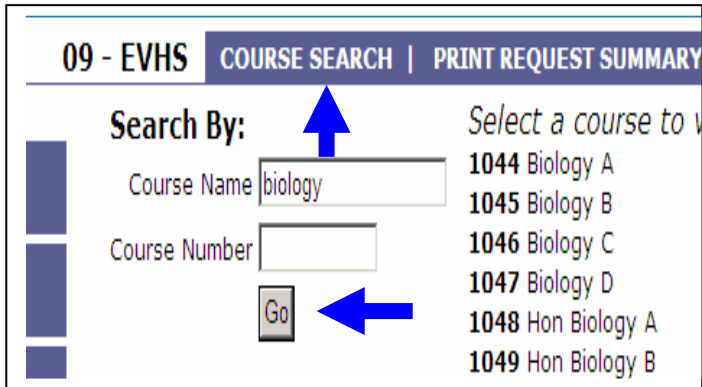 09 - EVHS COURSE SEARCH | PRINT REQUEST SUMMARY
Search By:
Course Name biology
Course Number
Go
Select a course to
1044 Biology A
1045 Biology B
1046 Biology C
1047 Biology D
1048 Hon Biology A
1049 Hon Biology B